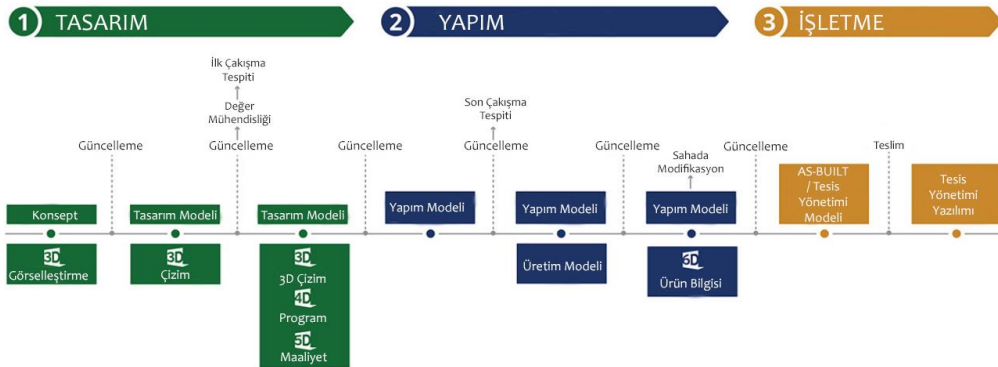 1 TASARIM
2 YAPIM
3 İŞLETME
İlk Çakışma
Tespiti
Değer
Mühendisliği
Son Çakışma
Tespiti
Güncelleme
Güncelleme
Güncelleme
Güncelleme
Güncelleme
Güncelleme
Teslim
Sahada
Modifikasyon
Konsept
Tasarım Modeli
Tasarım Modeli
Yapım Modeli
Yapım Modeli
Yapım Modeli
AS-BUILT
/ Tesis
Yönetimi
Modeli
Tesis
Yönetimi
Yazılımı
3D
Görselleştirme
3D
Çizim
3D
3D Çizim
4D
Program
5D
Maaliyet
Üretim Modeli
6D
Ürün Bilgisi